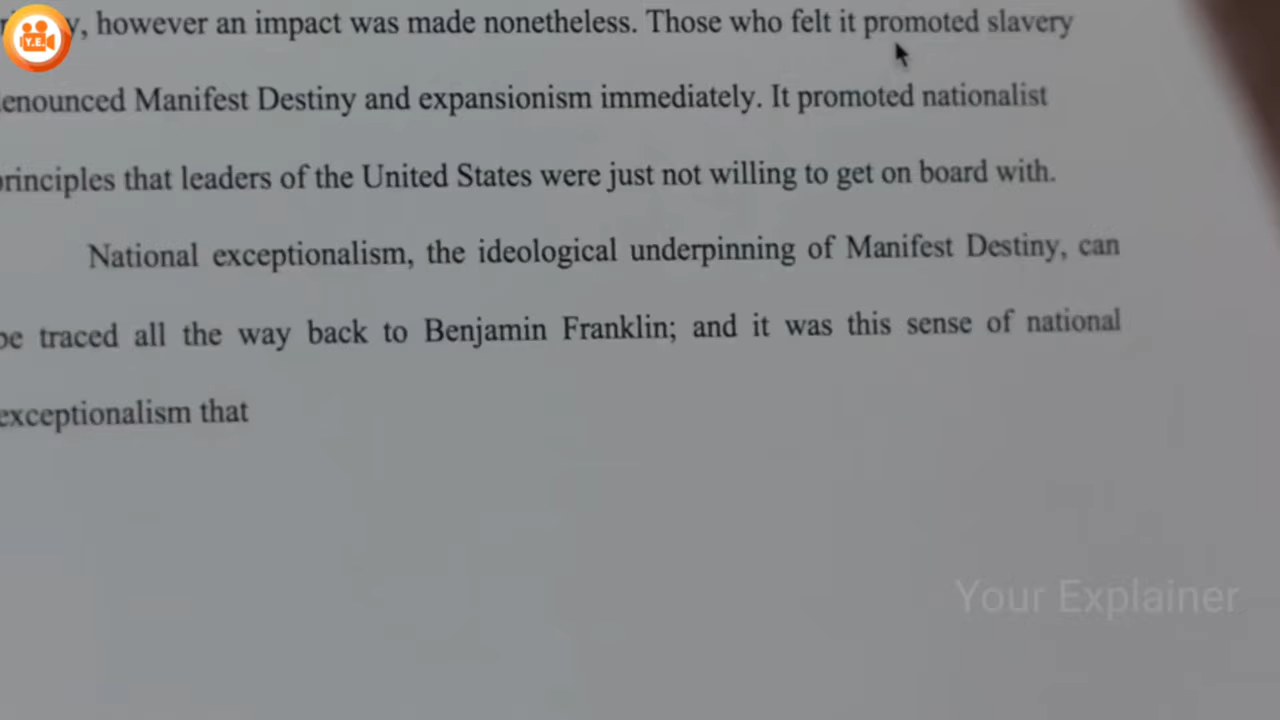 Y.E.
however an impact was made nonetheless. Those who felt it promoted slavery
enounced Manifest Destiny and expansionism immediately. It promoted nationalist
rinciples that leaders of the United States were just not willing to get on board with.
National exceptionalism, the ideological underpinning of Manifest Destiny, can
be traced all the way back to Benjamin Franklin; and it was this sense of national
exceptionalism that
Your Explainer